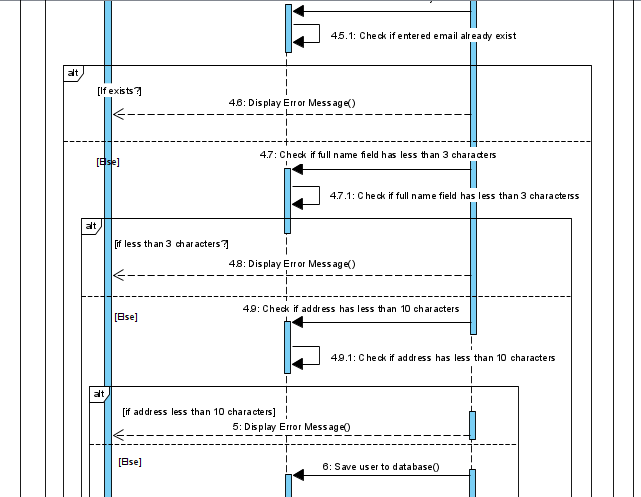 4.5.1: Check if entered email already exist
alt
[If exists?]
4.6: Display Error Message()
[Else]
4.7: Check if full name field has less than 3 characters
4.7.1: Check if full name field has less than 3 characterss
alt
[if less than 3 characters?]
4.8: Display Error Message()
[Else]
4.9: Check if address has less than 10 characters
4.9.1: Check if address has less than 10 characters
alt
[if address less than 10 characters]
5: Display Error Message()
[Else]
6: Save user to database()